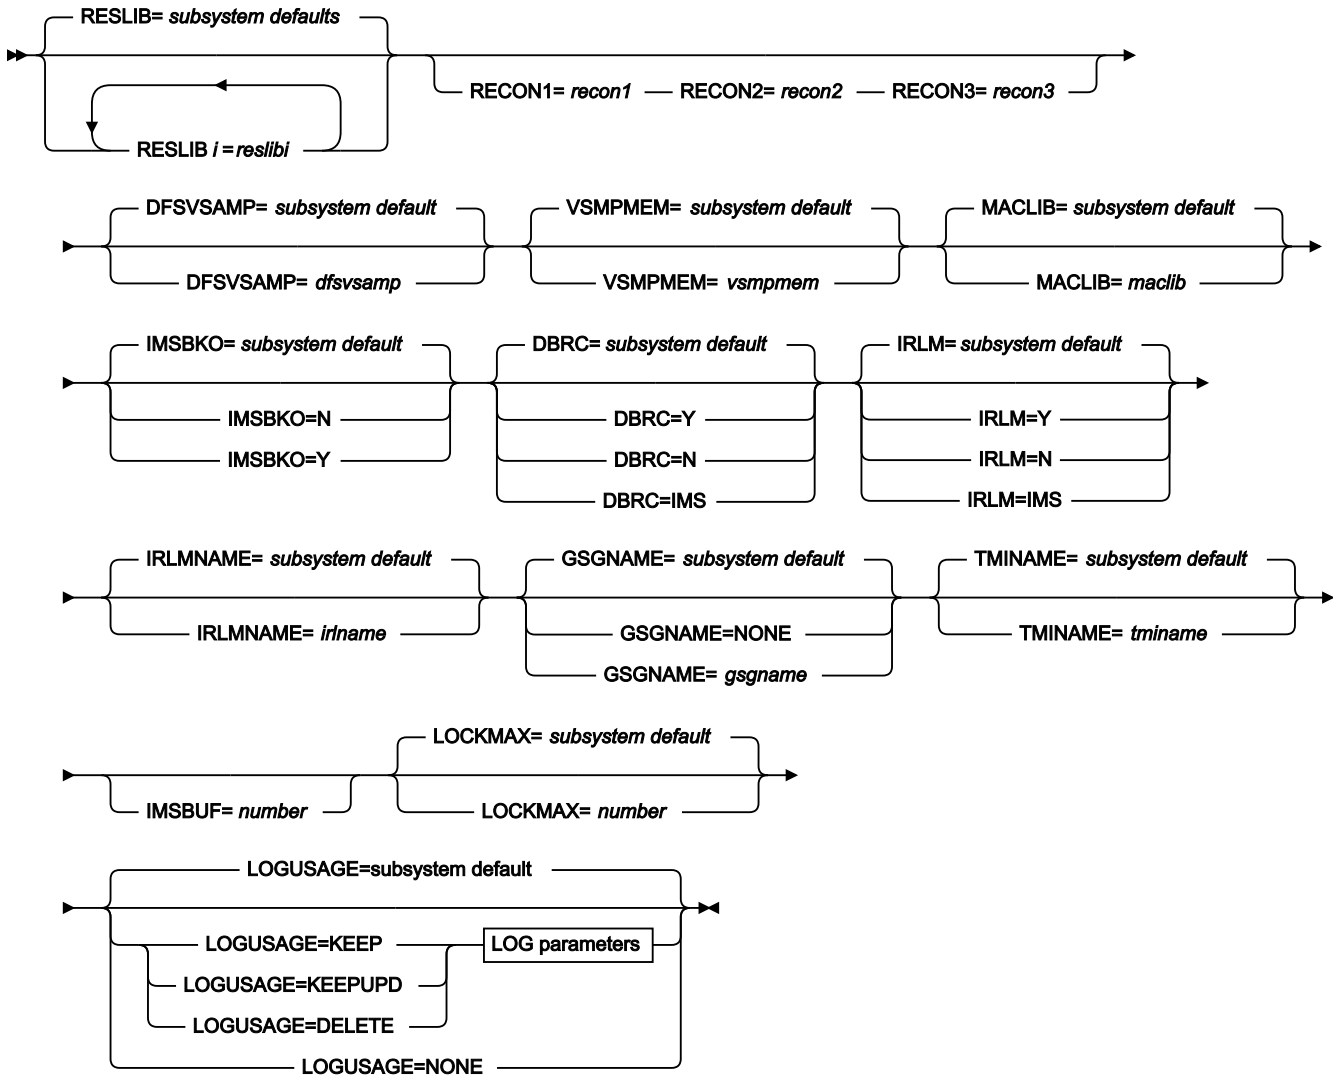 RESLIB= subsystem defaults
RECON1= recon1 RECON2= recon2 RECON3= recon3
RESLIB i =reslibi
DFSVSAMP= subsystem default VSMPMEM= subsystem default MACLIB= subsystem default
DFSVSAMP= dfsvsamp VSMPMEM= vsmpmem MACLIB= maclib
IMSBKO= subsystem default DBRC= subsystem default IRLM= subsystem default
IMSBKO=N DBRC=Y IRLM=Y
IMSBKO=Y DBRC=N IRLM=N
DBRC=IMS IRLM=IMS
IRLMNAME= subsystem default GSGNAME= subsystem default TMINAME= subsystem default
IRLMNAME= irlname GSGNAME=NONE TMINAME= tminame
GSGNAME= gsgname
LOCKMAX= subsystem default
IMSBUF= number LOCKMAX= number
LOGUSAGE=subsystem default
LOGUSAGE=KEEP LOG parameters
LOGUSAGE=KEEPUPD
LOGUSAGE=DELETE
LOGUSAGE=NONE